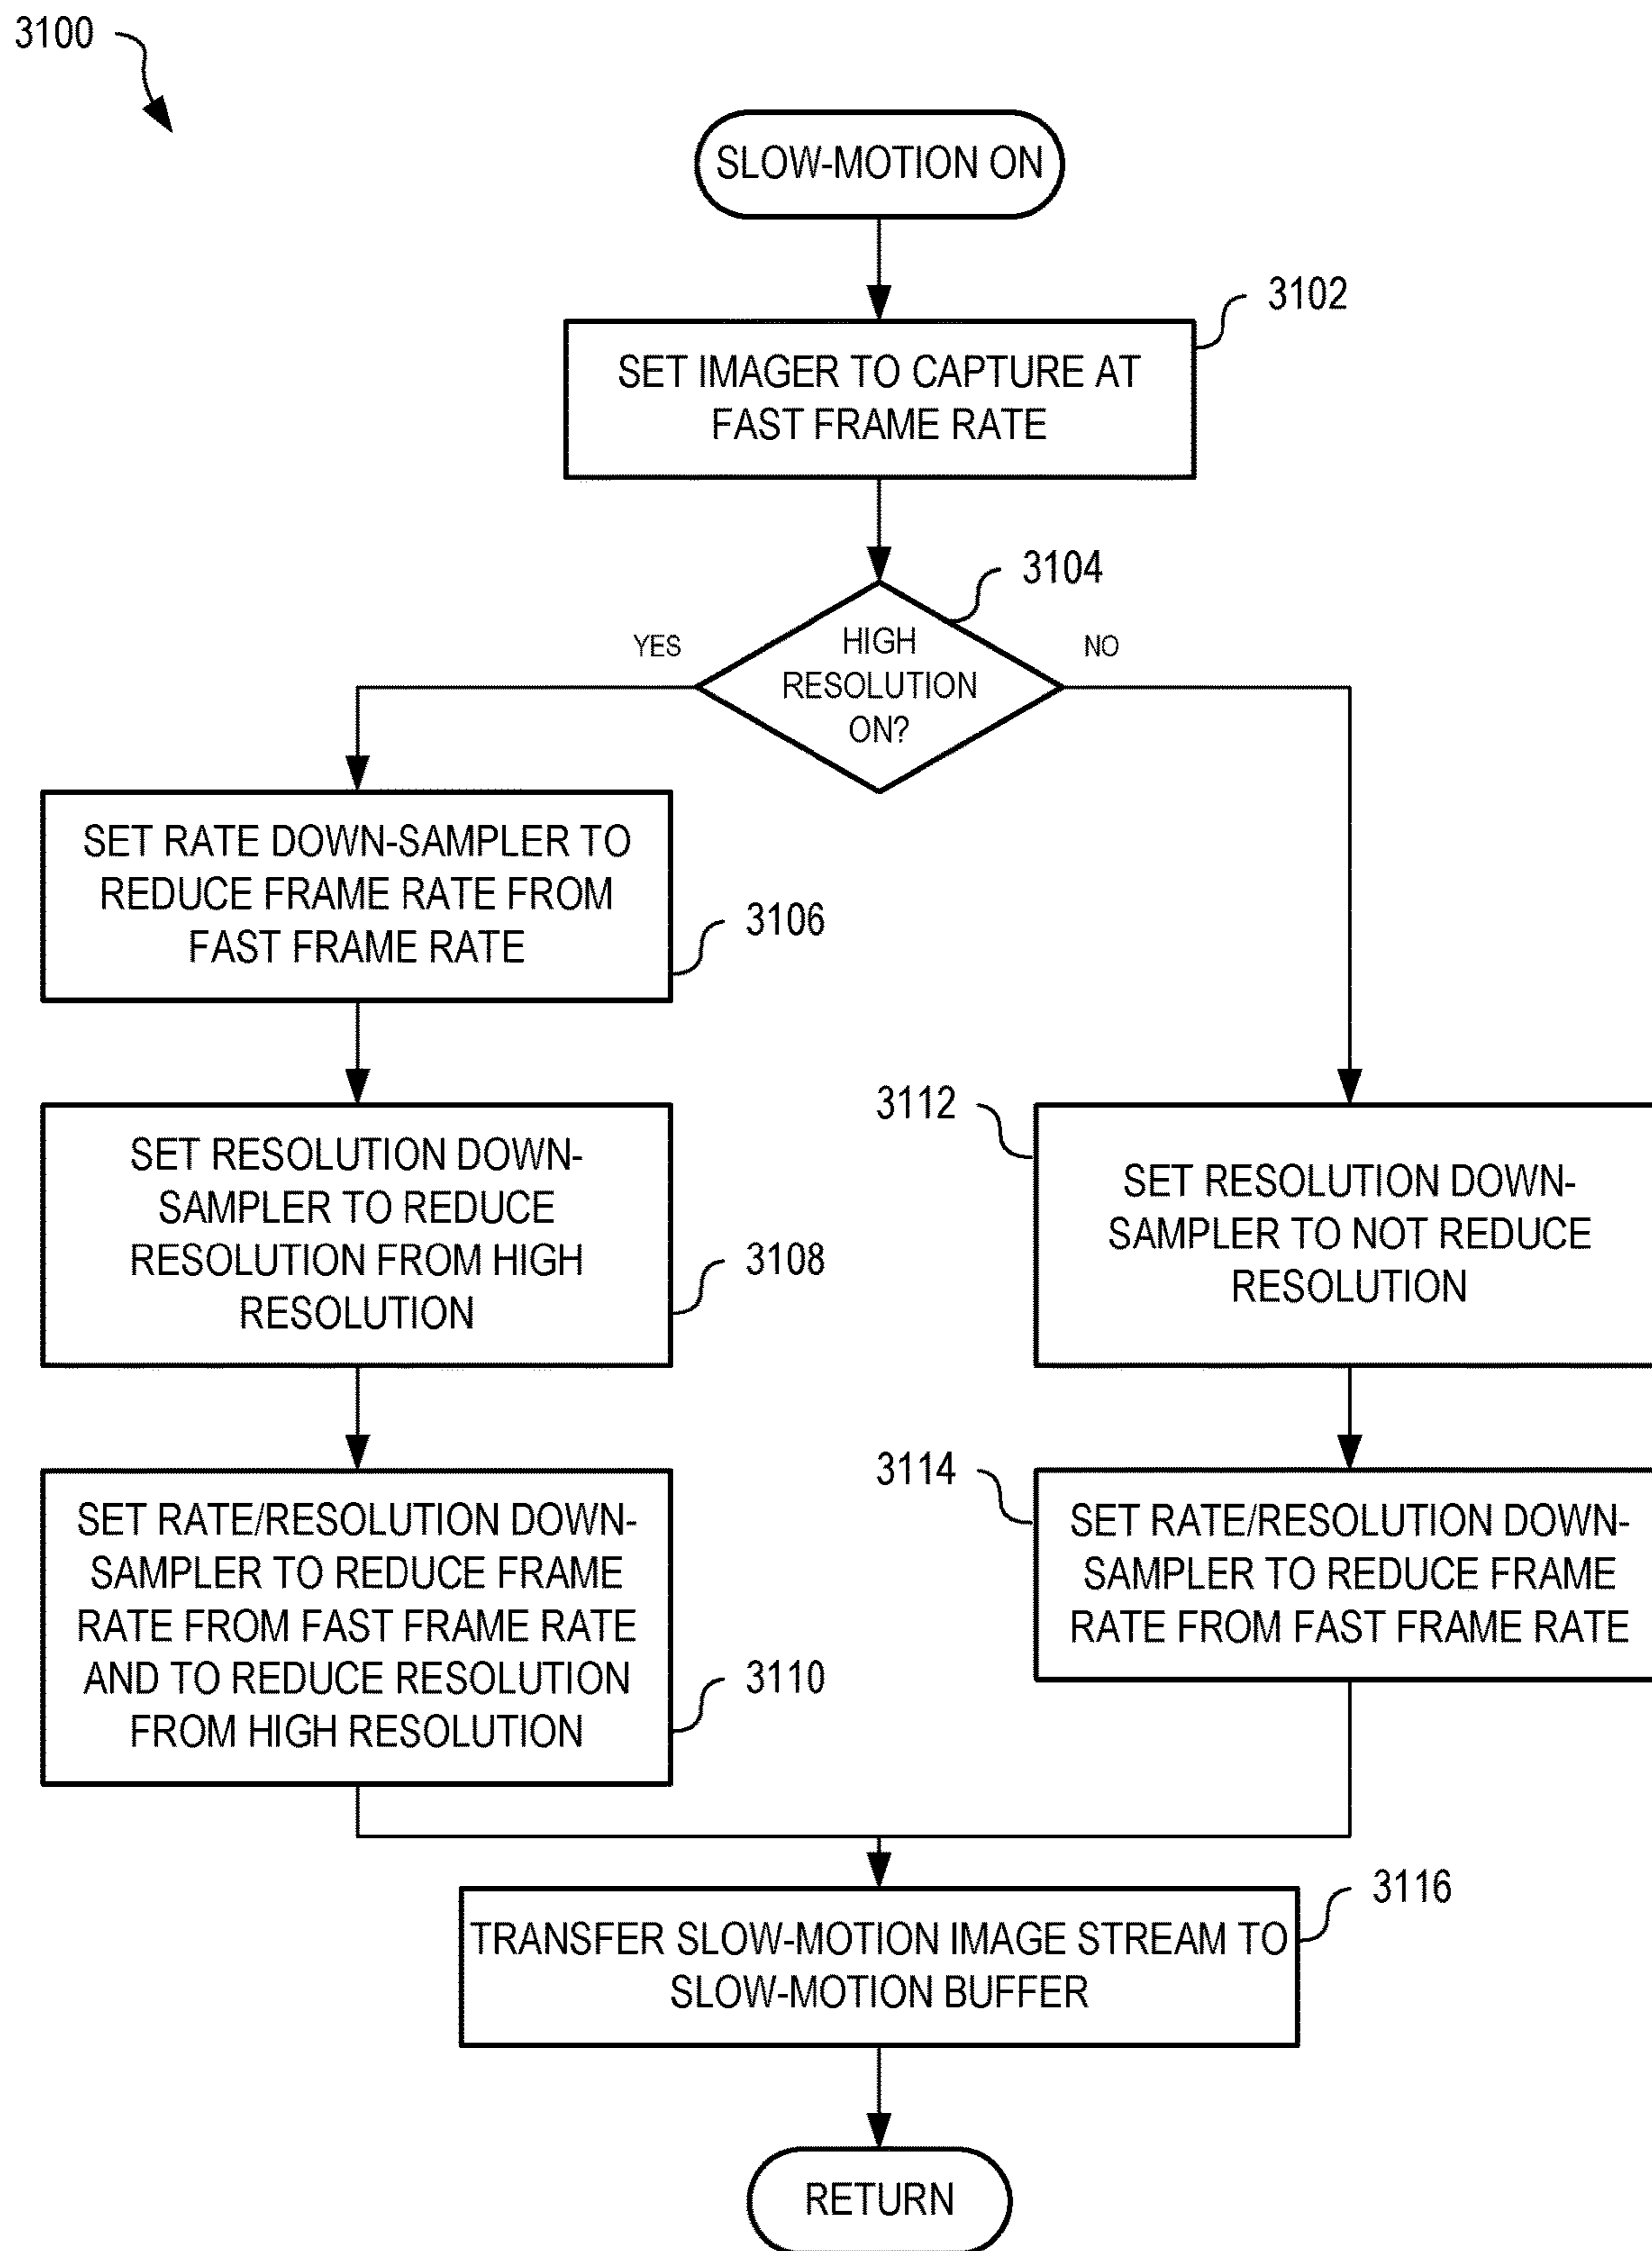 3100
SLOW-MOTION ON
3102
SET IMAGER TO CAPTURE AT
FAST FRAME RATE
3104
YES
HIGH
RESOLUTION
ON?
NO
SET RATE DOWN-SAMPLER TO
REDUCE FRAME RATE FROM
FAST FRAME RATE
3106
SET RESOLUTION DOWN-
SAMPLER TO REDUCE
RESOLUTION FROM HIGH
RESOLUTION
3108
SET RATE/RESOLUTION DOWN-
SAMPLER TO REDUCE FRAME
RATE FROM FAST FRAME RATE
AND TO REDUCE RESOLUTION
FROM HIGH RESOLUTION
3110
3112
SET RESOLUTION DOWN-
SAMPLER TO NOT REDUCE
RESOLUTION
3114
SET RATE/RESOLUTION DOWN-
SAMPLER TO REDUCE FRAME
RATE FROM FAST FRAME RATE
3116
TRANSFER SLOW-MOTION IMAGE STREAM TO
SLOW-MOTION BUFFER
RETURN